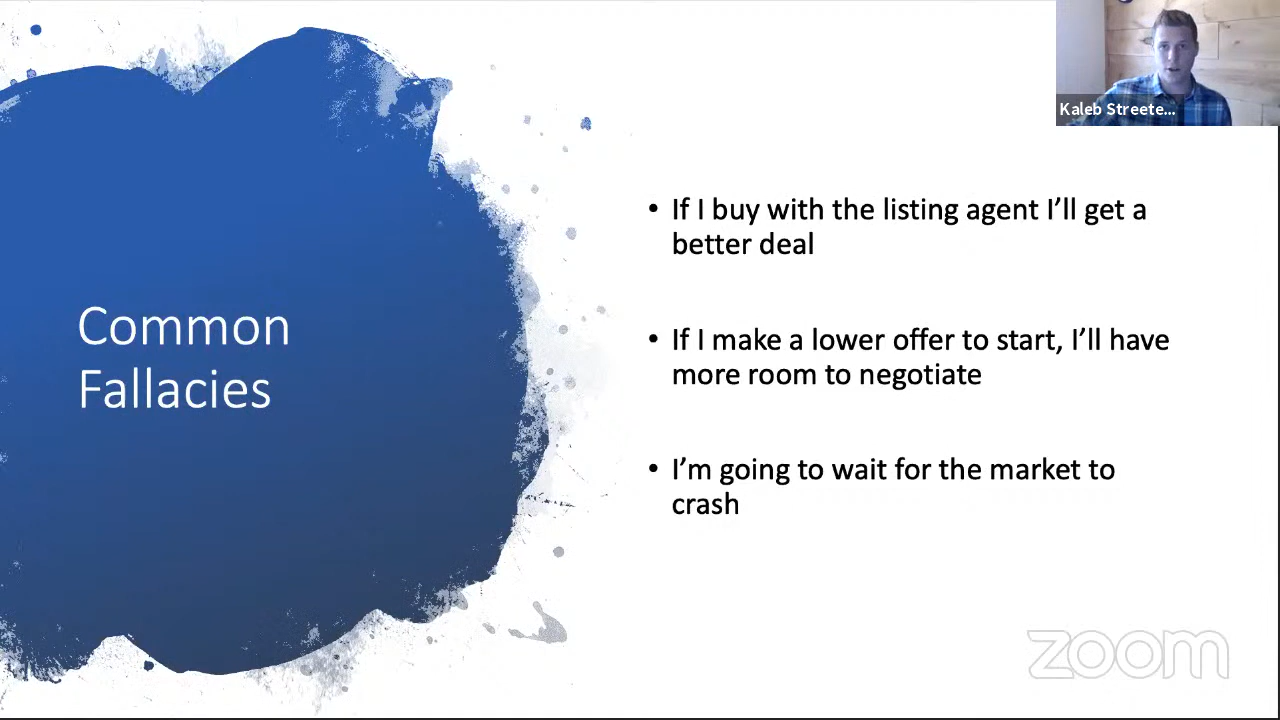 Kaleb Streete...
Common
Fallacies
• If I buy with the listing agent I’ll get a
better deal
• If I make a lower offer to start, I’ll have
more room to negotiate
• I’m going to wait for the market to
crash
zoom